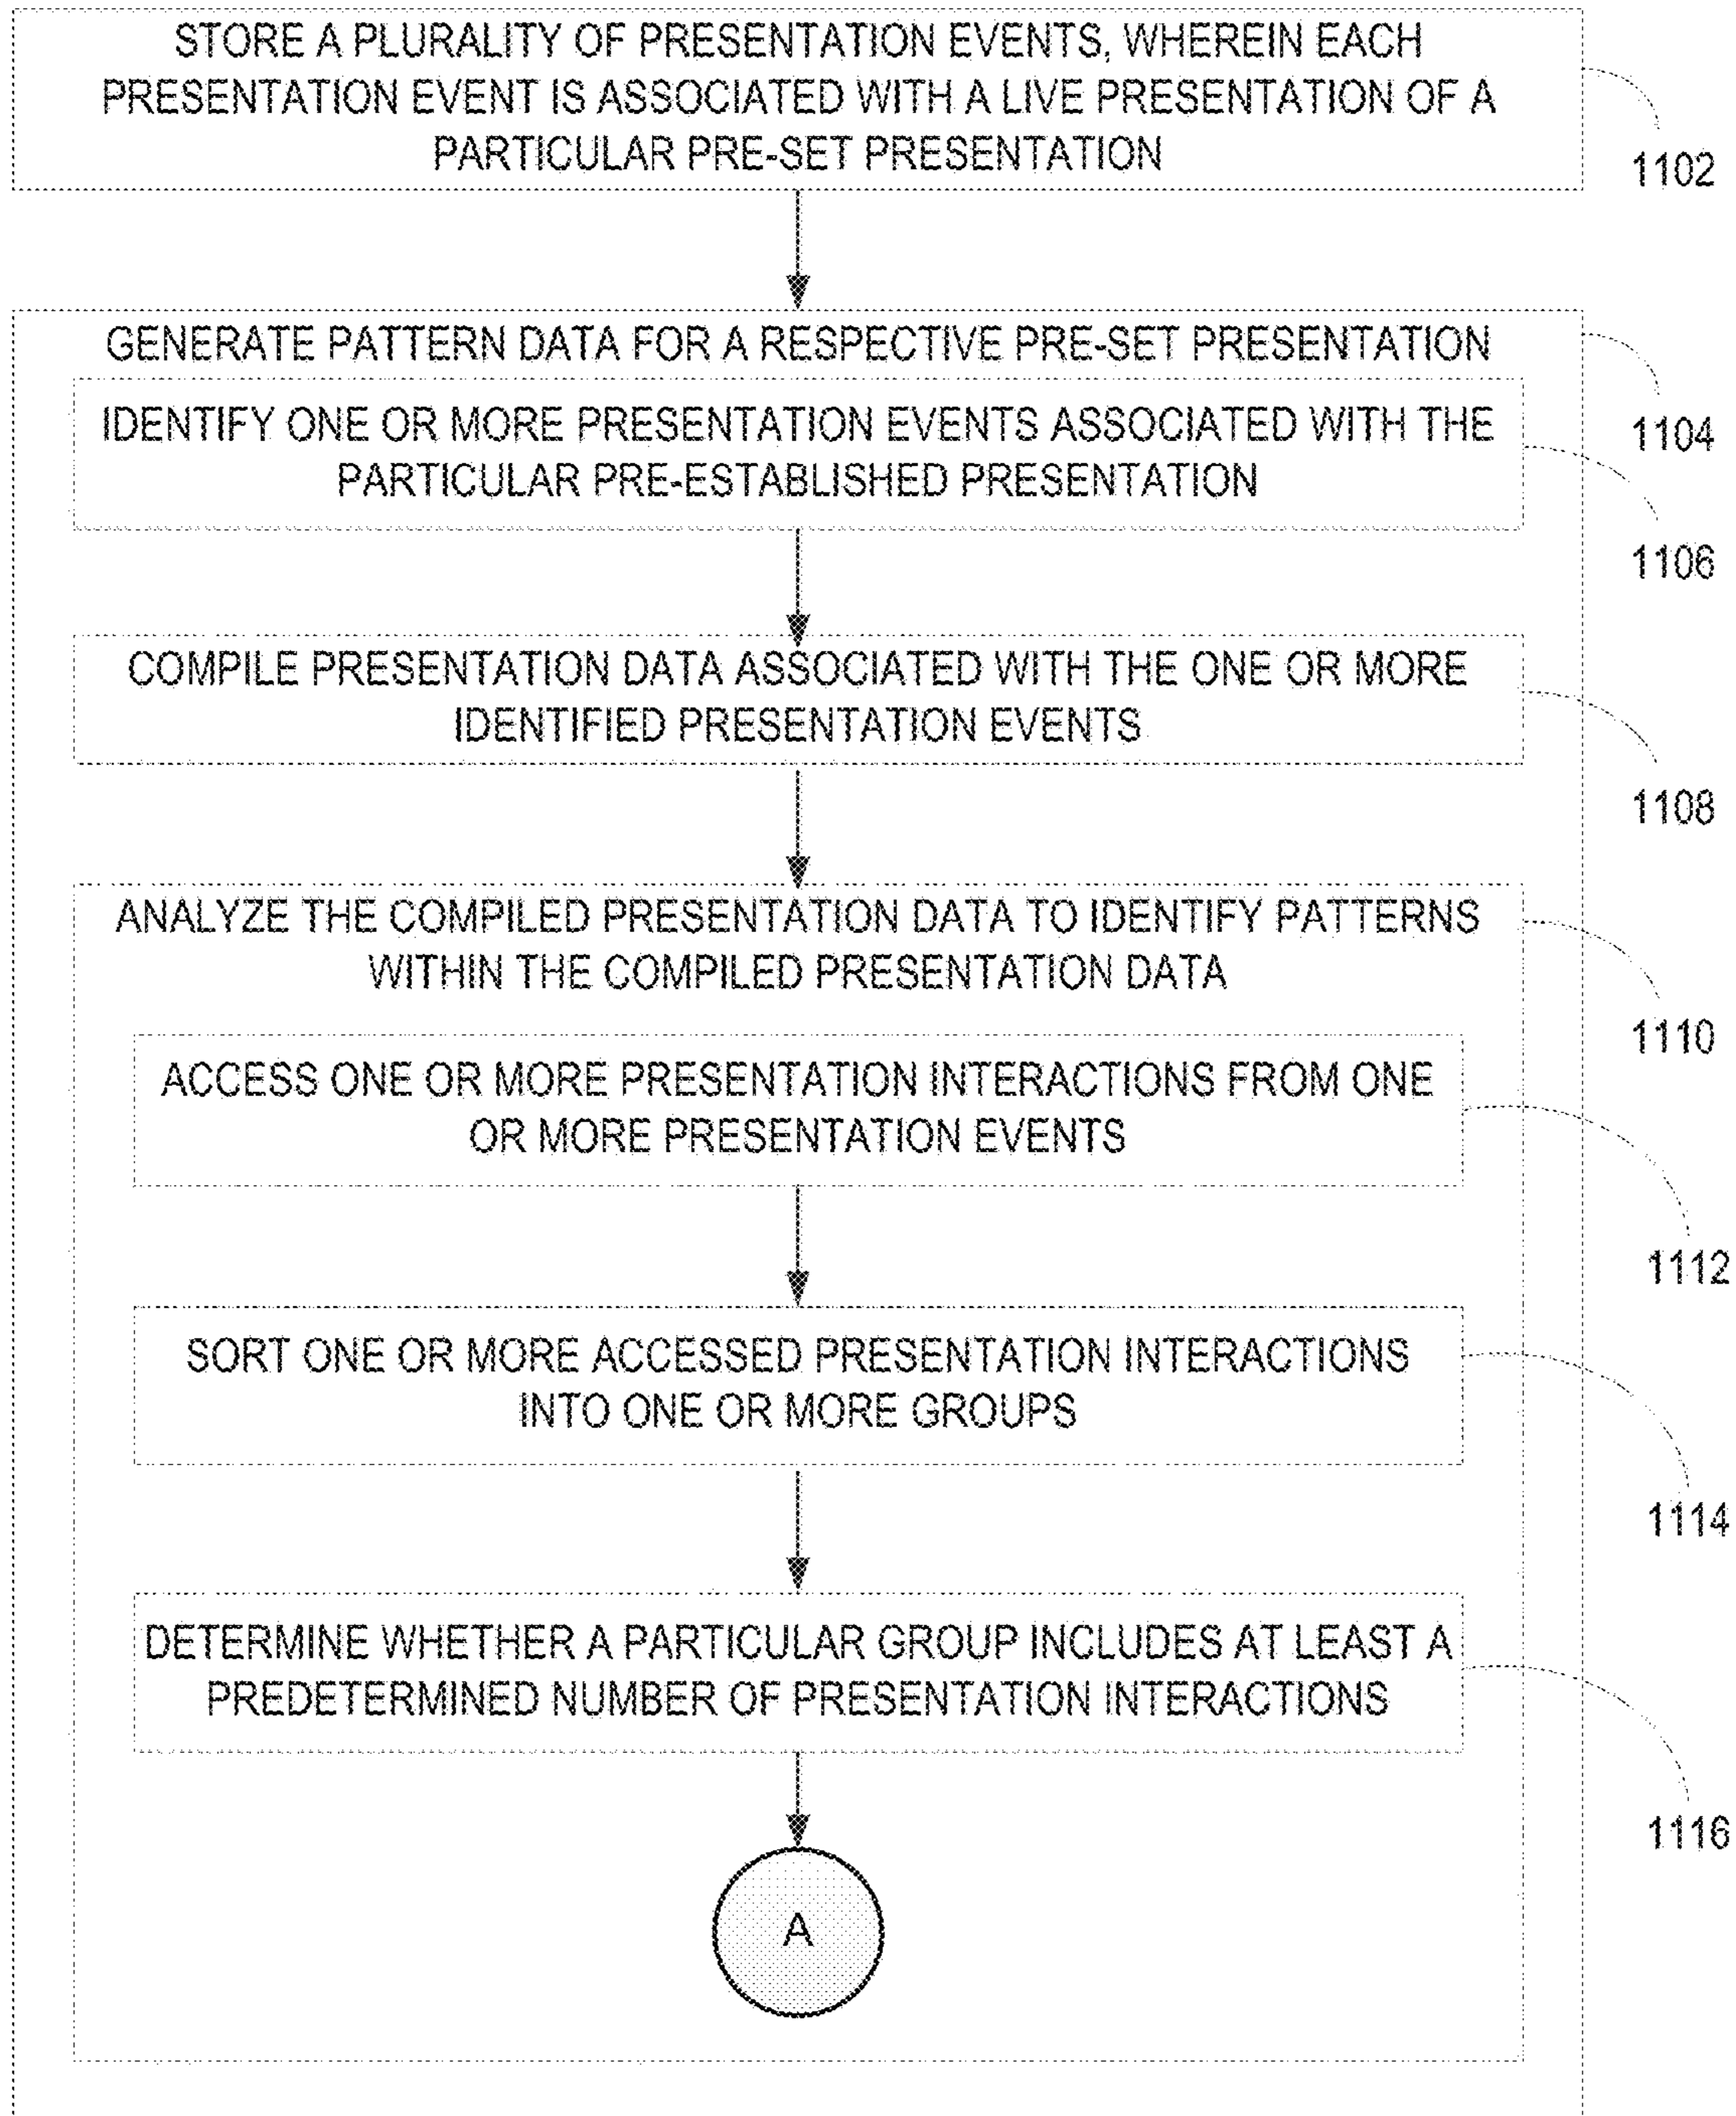 STORE A PLURALITY OF PRESENTATION EVENTS, WHEREIN EACH
PRESENTATION EVENT IS ASSOCIATED WITH A LIVE PRESENTATION OF A
PARTICULAR PRE-SET PRESENTATION
1102
GENERATE PATTERN DATA FOR A RESPECTIVE PRE-SET PRESENTATION
1104
IDENTIFY ONE OR MORE PRESENTATION EVENTS ASSOCIATED WITH THE
PARTICULAR PRE-ESTABLISHED PRESENTATION
1106
COMPILE PRESENTATION DATA ASSOCIATED WITH THE ONE OR MORE
IDENTIFIED PRESENTATION EVENTS
1108
ANALYZE THE COMPILED PRESENTATION DATA TO IDENTIFY PATTERNS
WITHIN THE COMPILED PRESENTATION DATA
1110
ACCESS ONE OR MORE PRESENTATION INTERACTIONS FROM ONE
OR MORE PRESENTATION EVENTS
1112
SORT ONE OR MORE ACCESSED PRESENTATION INTERACTIONS
INTO ONE OR MORE GROUPS
1114
DETERMINE WHETHER A PARTICULAR GROUP INCLUDES AT LEAST A
PREDETERMINED NUMBER OF PRESENTATION INTERACTIONS
1116
A